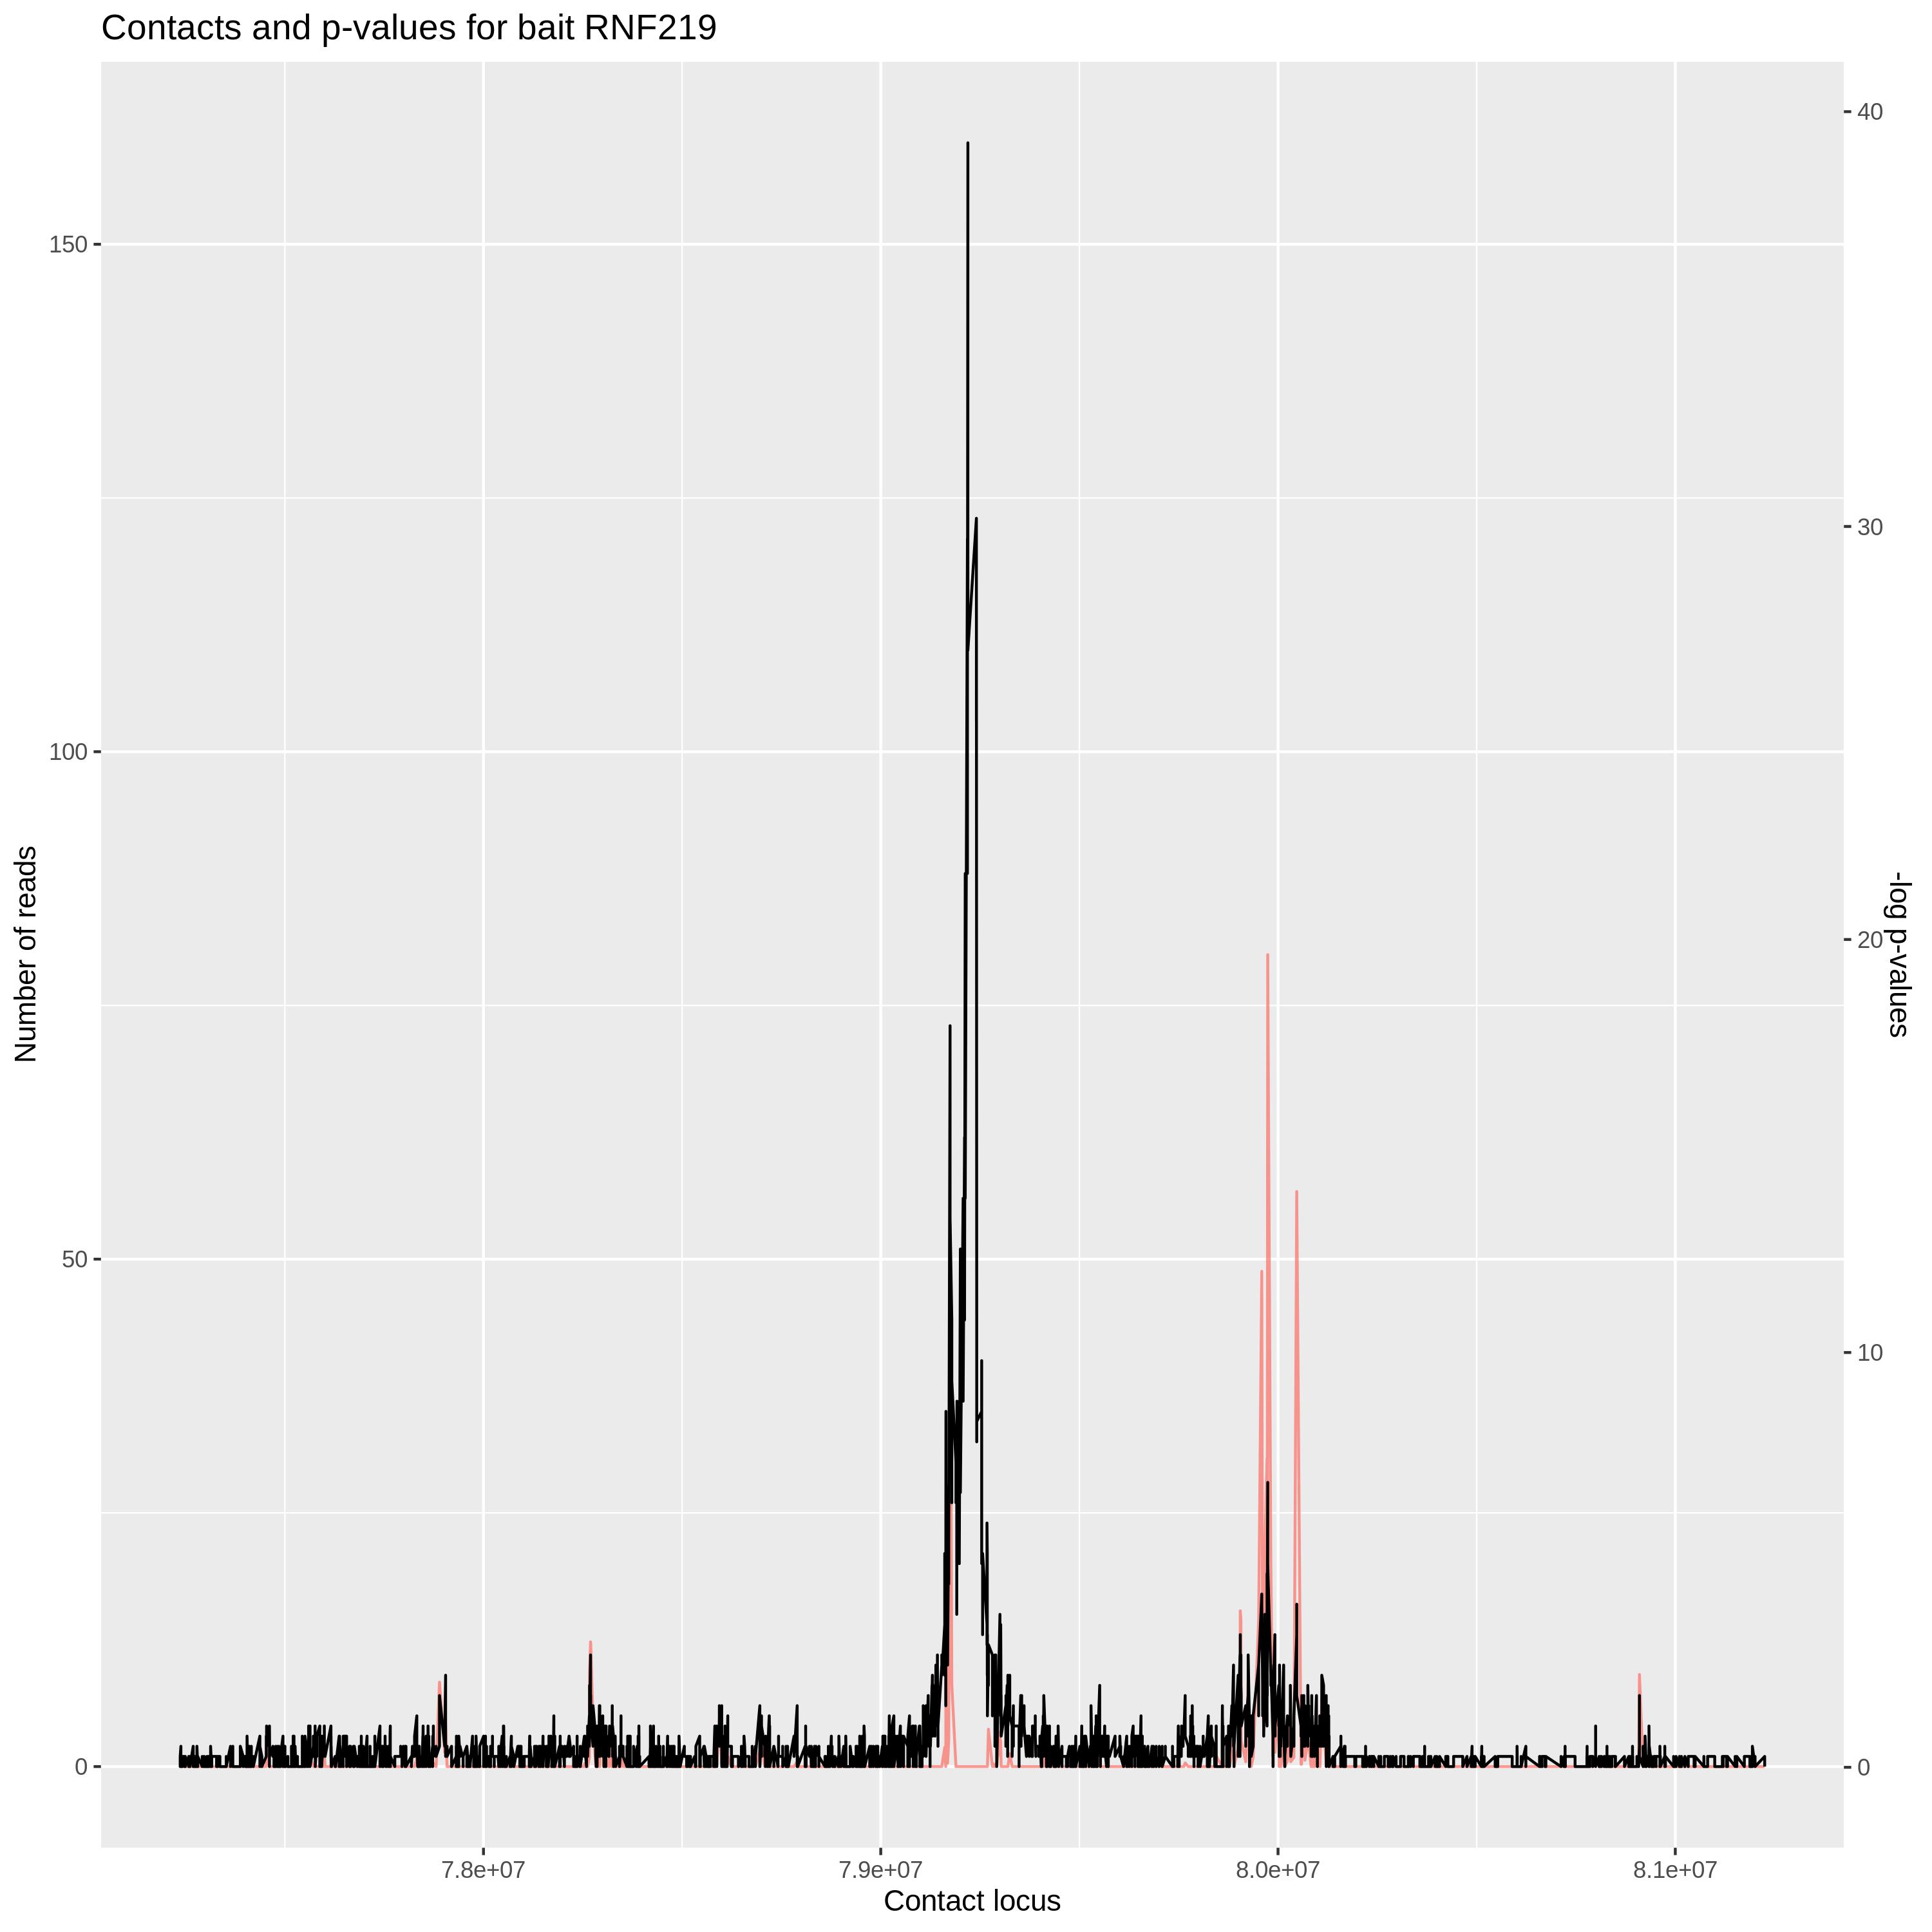 Contacts and p-values for bait RNF219
150
100
50
0
Number of reads
40
30
20
10
0
-log p-values
7.8e+07
7.9e+07
8.0e+07
8.1e+07
Contact locus